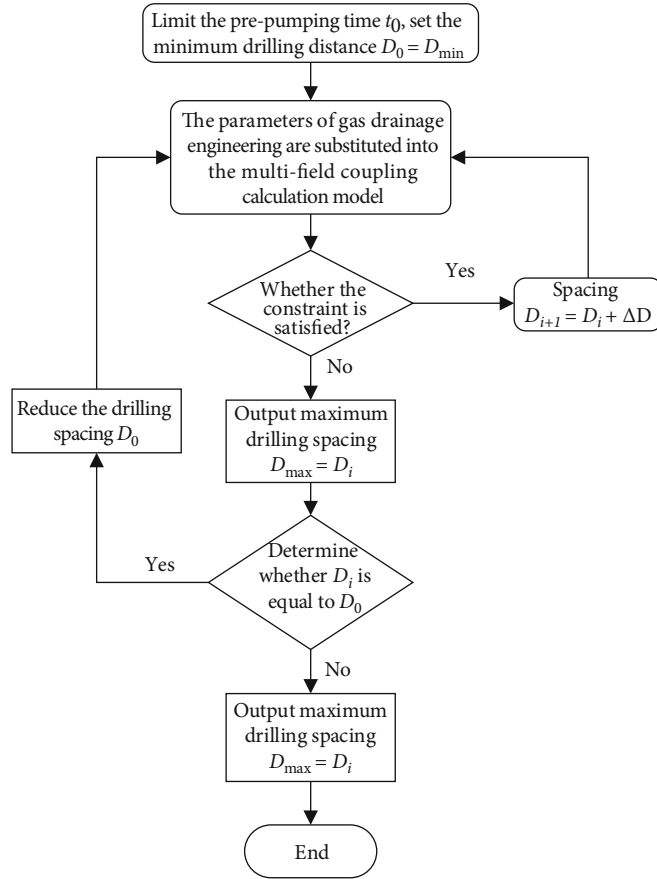 Limit the pre-pumping time t₀, set the
minimum drilling distance D₀ = Dmin
The parameters of gas drainage
engineering are substituted into
the multi-field coupling
calculation model
Whether the
constraint is
satisfied?
Yes
Spacing
Di+1 = Di + ΔD
No
Output maximum
drilling spacing
Dmax = Di
Reduce the drilling
spacing D₀
Determine
whether Di is
equal to D₀
Yes
No
Output maximum
drilling spacing
Dmax = Di
End